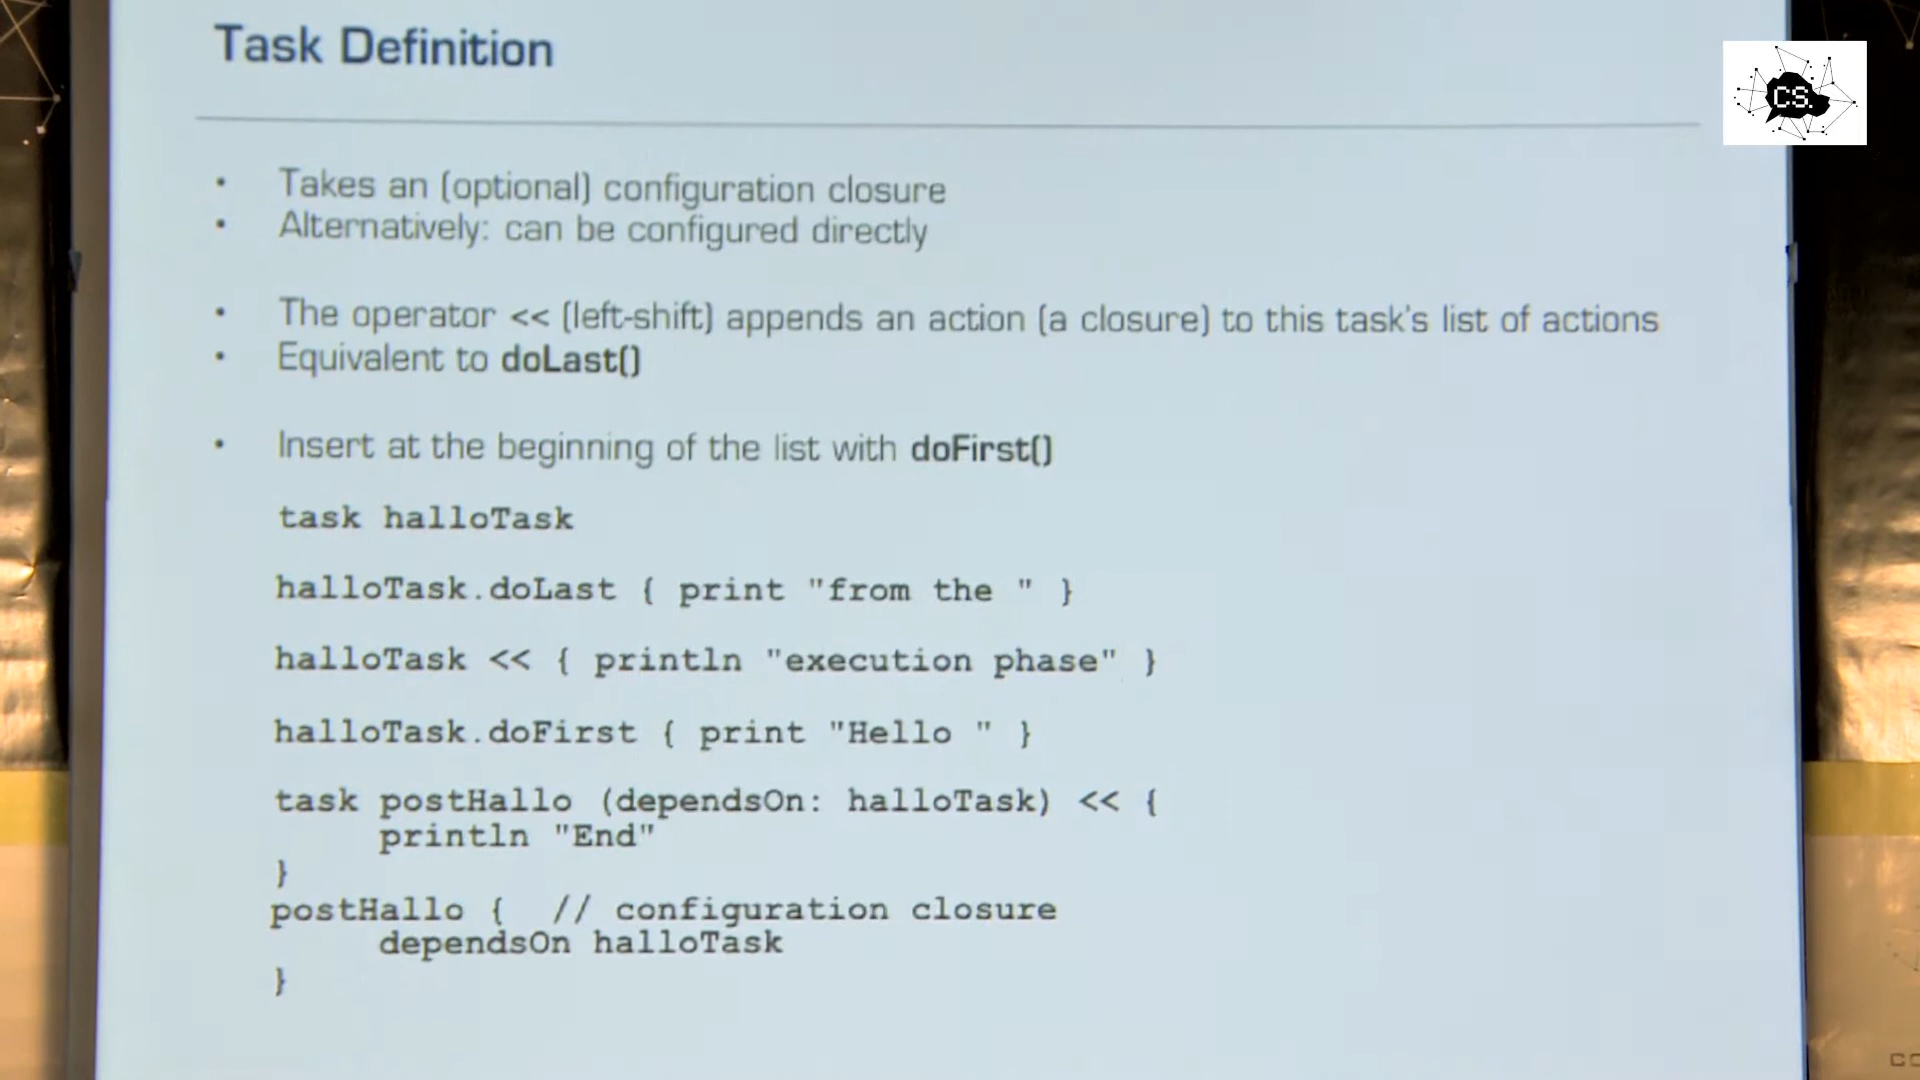 Task Definition
CS.
• Takes an (optional) configuration closure
• Alternatively: can be configured directly
• The operator << (left-shift) appends an action (a closure) to this task's list of actions
• Equivalent to doLast()
• Insert at the beginning of the list with doFirst()
task halloTask
halloTask.doLast { print "from the " }
halloTask << { println "execution phase" }
halloTask.doFirst { print "Hello " }
task postHallo (dependsOn: halloTask) << {
println "End"
}
postHallo { // configuration closure
dependsOn halloTask
}